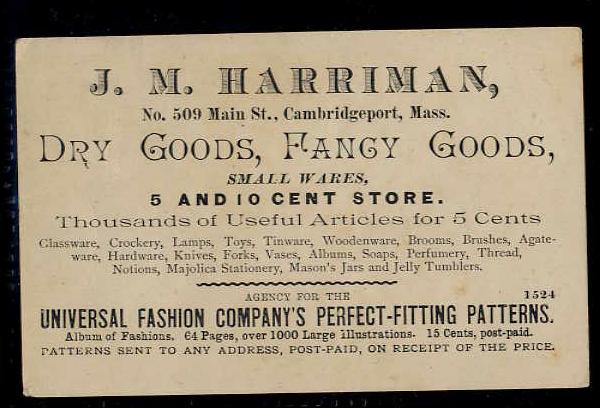 J. M. HARRIMAN,
No. 509 Main St., Cambridgeport, Mass.
DRY GOODS, FANCY GOODS,
SMALL WARES,
5 AND 10 CENT STORE.
Thousands of Useful Articles for 5 Cents
Glassware, Crockery, Lamps, Toys, Tinware, Woodenware, Brooms, Brushes, Agate-
ware, Hardware, Knives, Forks, Vases, Albums, Soaps, Perfumery, Thread,
Notions, Majolica Stationery, Mason's Jars and Jelly Tumblers.
AGENCY FOR THE 1524
UNIVERSAL FASHION COMPANY'S PERFECT-FITTING PATTERNS.
Album of Fashions. 64 Pages, over 1000 Large Illustrations. 15 Cents, post-paid.
PATTERNS SENT TO ANY ADDRESS, POST-PAID, ON RECEIPT OF THE PRICE.